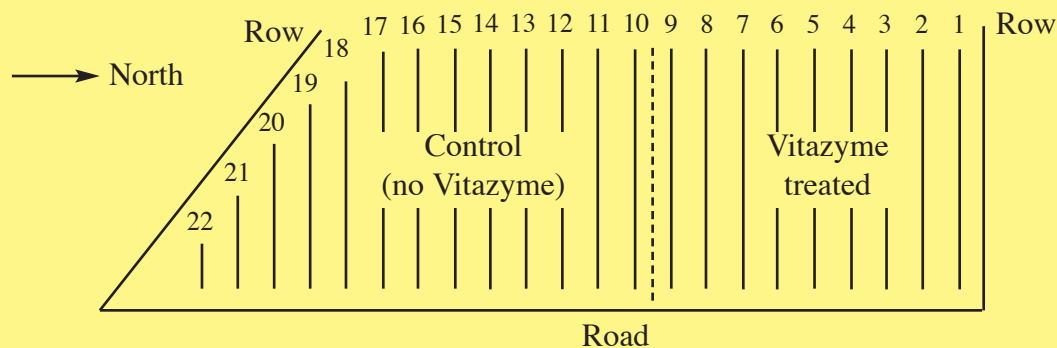 Row 18 17 16 15 14 13 12 11 10 9 8 7 6 5 4 3 2 1 Row
North
19
20
21
22
Control
(no Vitazyme)
Vitazyme
treated
Road